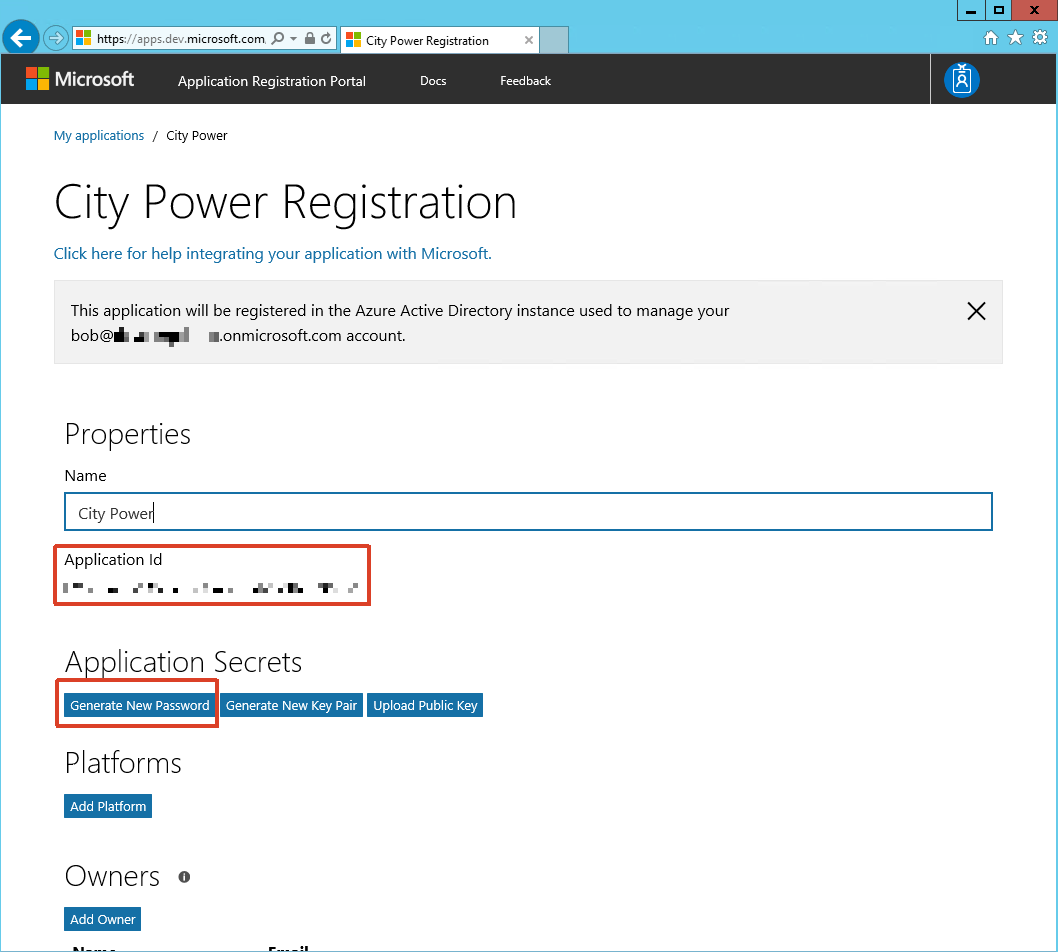 https://apps.dev.microsoft.com
City Power Registration
Microsoft
Application Registration Portal
Docs
Feedback
My applications / City Power
City Power Registration
Click here for help integrating your application with Microsoft.
This application will be registered in the Azure Active Directory instance used to manage your
bob@ .onmicrosoft.com account.
Properties
Name
City Power
Application Id
Application Secrets
Generate New Password
Generate New Key Pair
Upload Public Key
Platforms
Add Platform
Owners
Add Owner
Name
Email